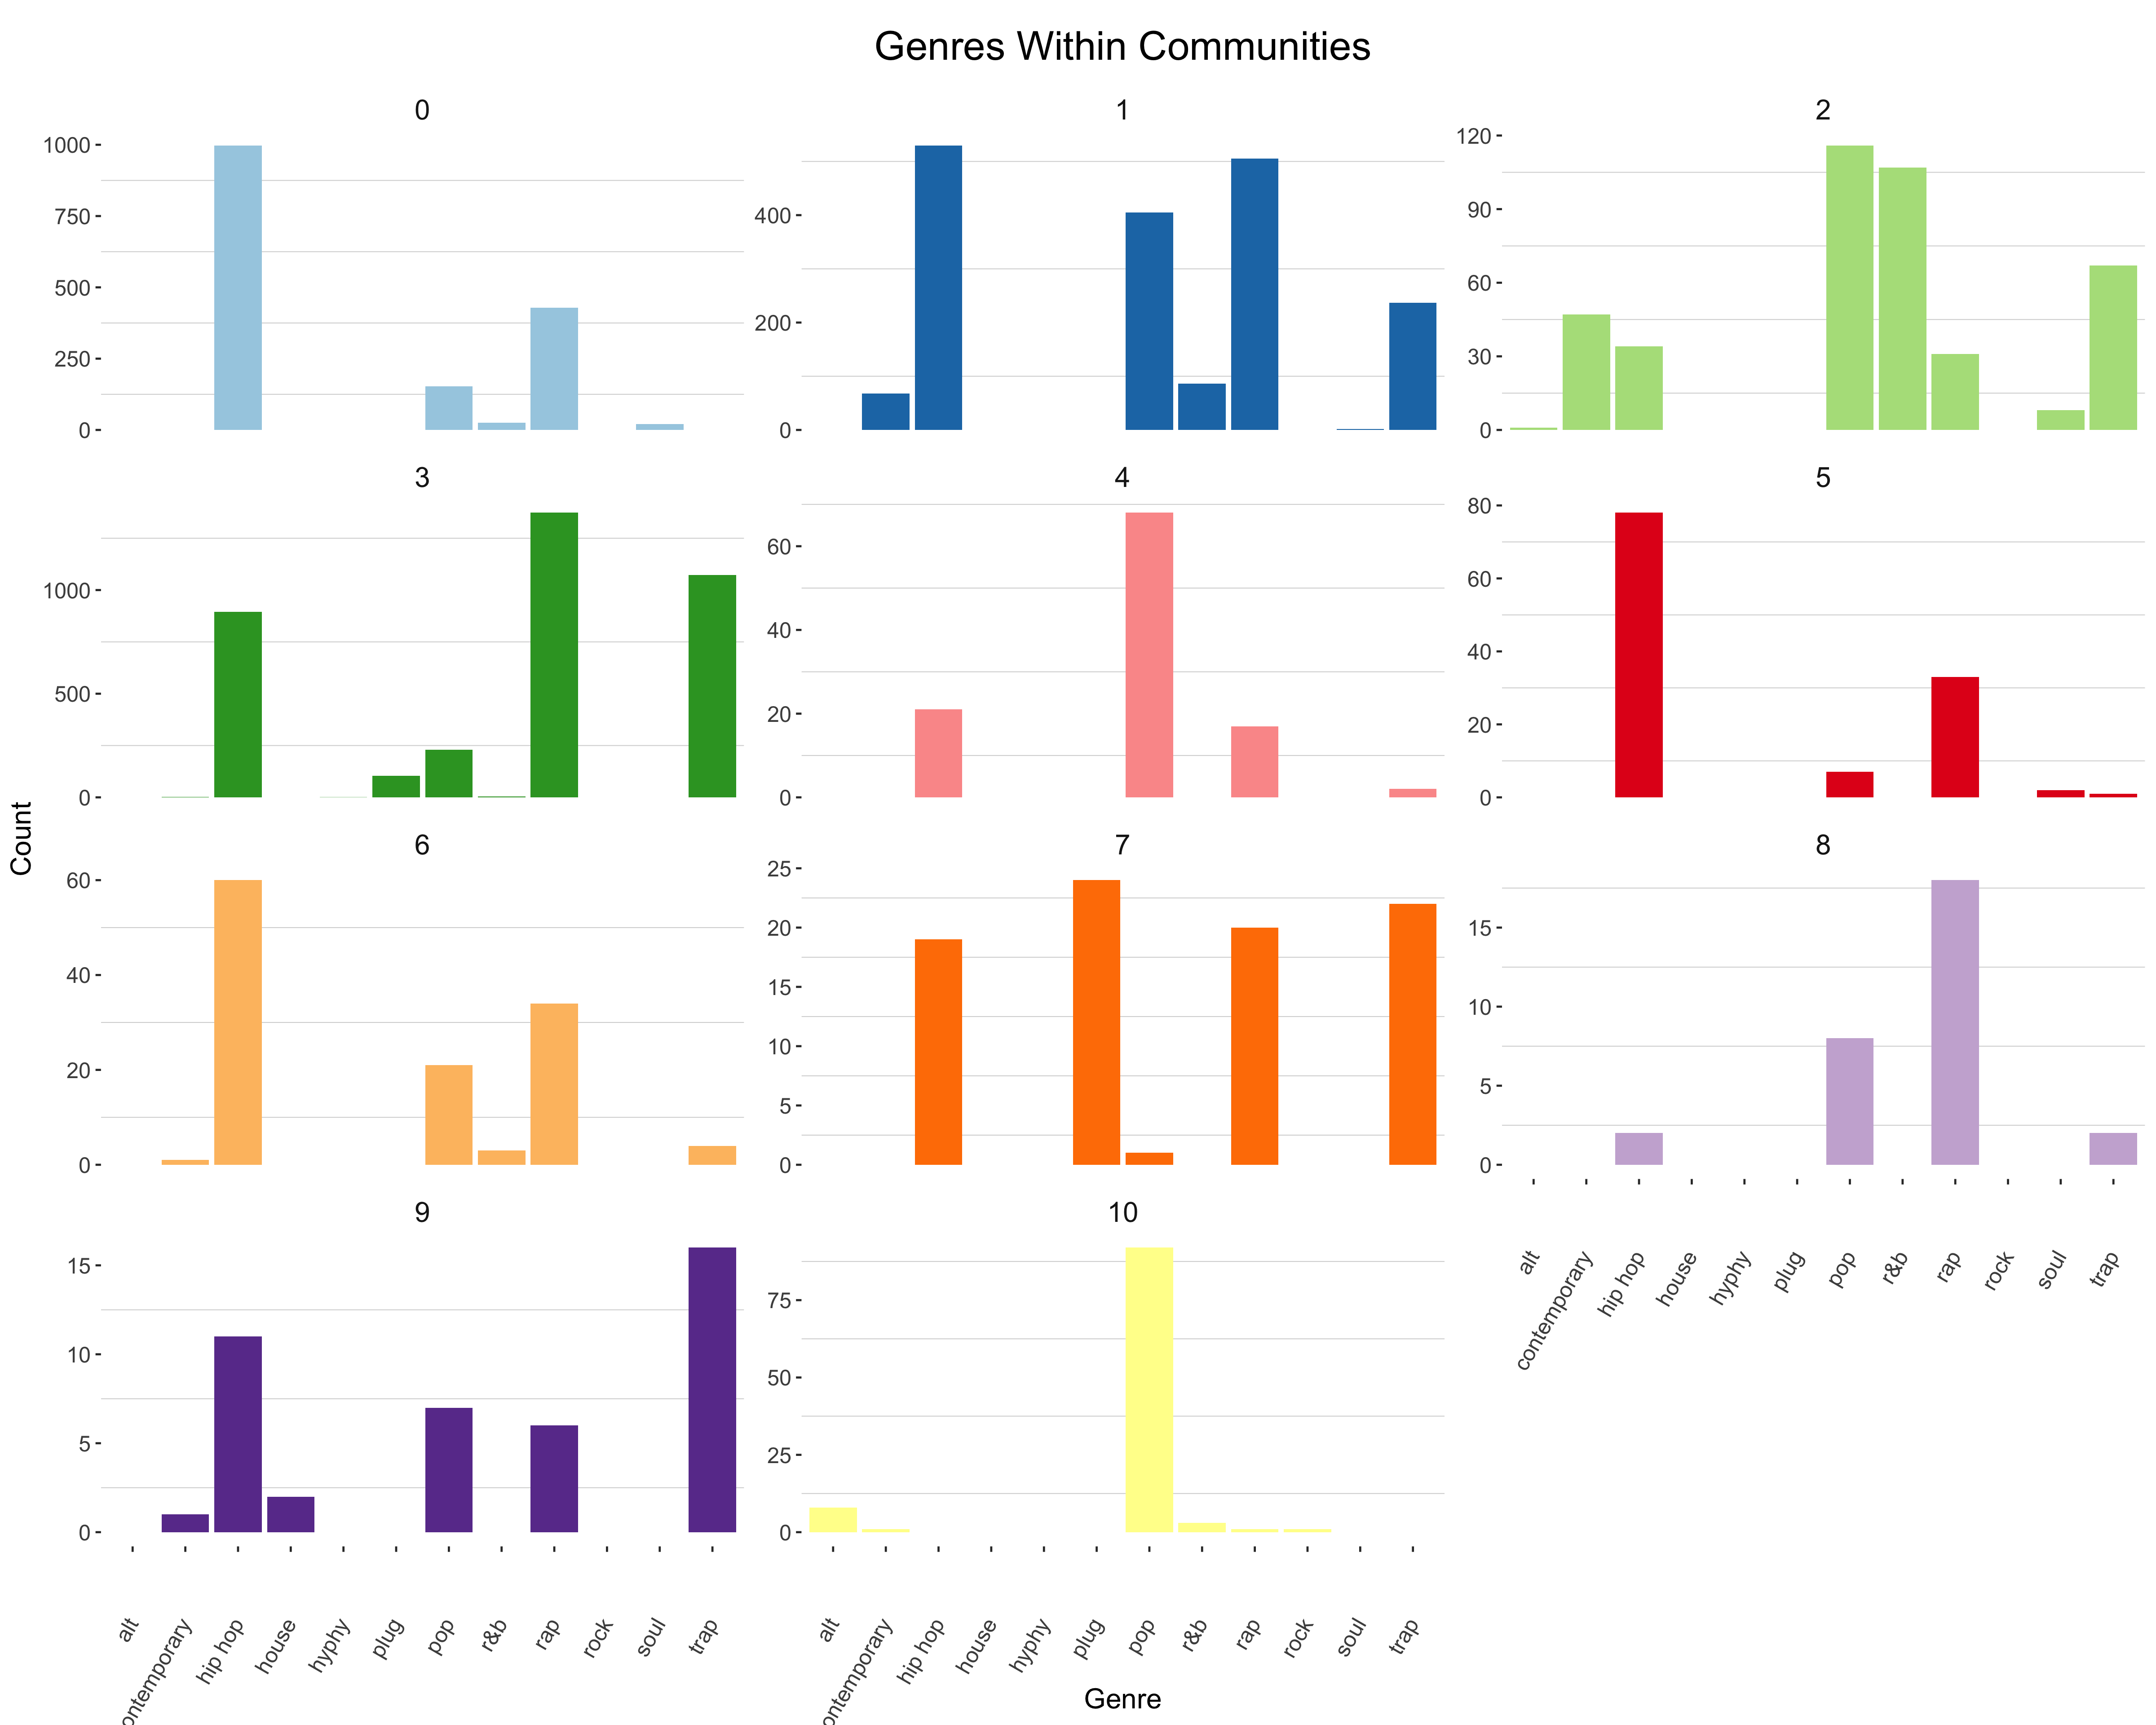 Genres Within Communities
0
1000
750
500
250
0
1
400
200
0
2
120
90
60
30
0
3
1000
500
0
4
60
40
20
0
5
80
60
40
20
0
Count
6
60
40
20
0
7
25
20
15
10
5
0
8
15
10
5
0
alt
contemporary
hip hop
house
hyphy
plug
pop
r&b
rap
rock
soul
trap
9
15
10
5
0
alt
ontemporary
hip hop
house
hyphy
plug
pop
r&b
rap
rock
soul
trap
10
75
50
25
0
alt
ontemporary
hip hop
house
hyphy
plug
pop
r&b
rap
rock
soul
trap
Genre